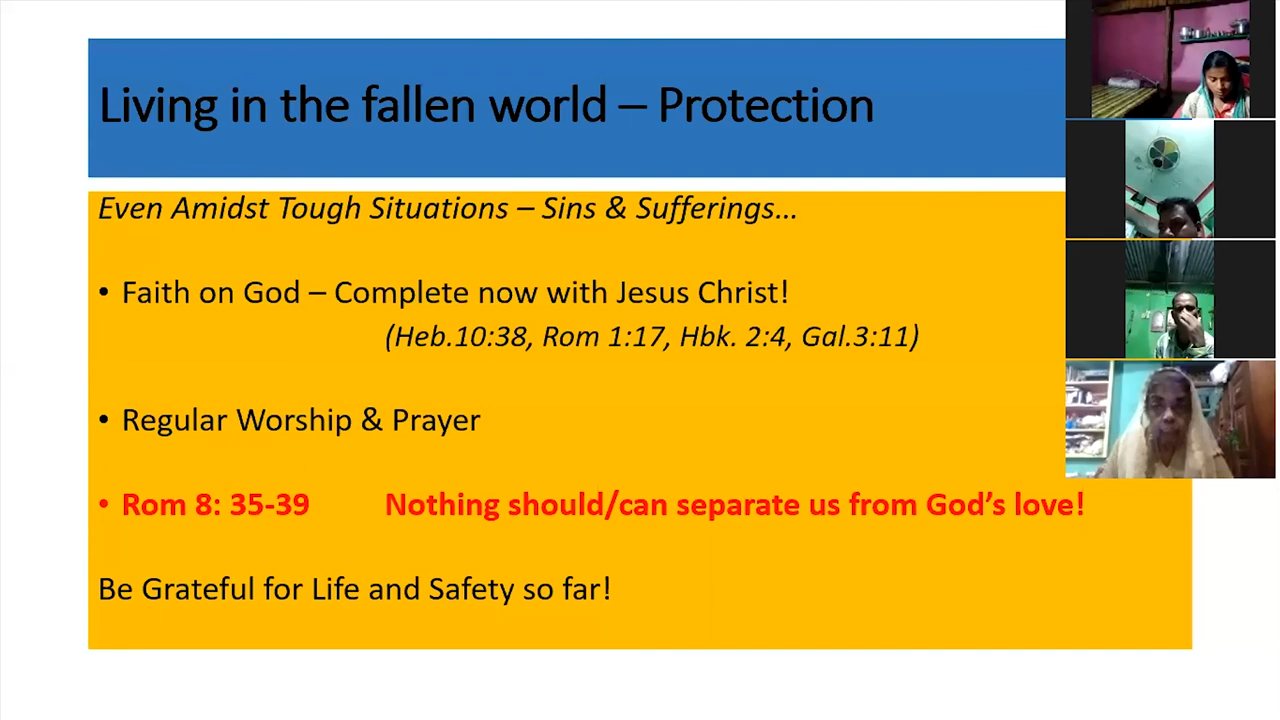 Living in the fallen world – Protection
Even Amidst Tough Situations – Sins & Sufferings...
• Faith on God – Complete now with Jesus Christ!
(Heb.10:38, Rom 1:17, Hbk. 2:4, Gal.3:11)
• Regular Worship & Prayer
• Rom 8: 35-39 Nothing should/can separate us from God's love!
Be Grateful for Life and Safety so far!